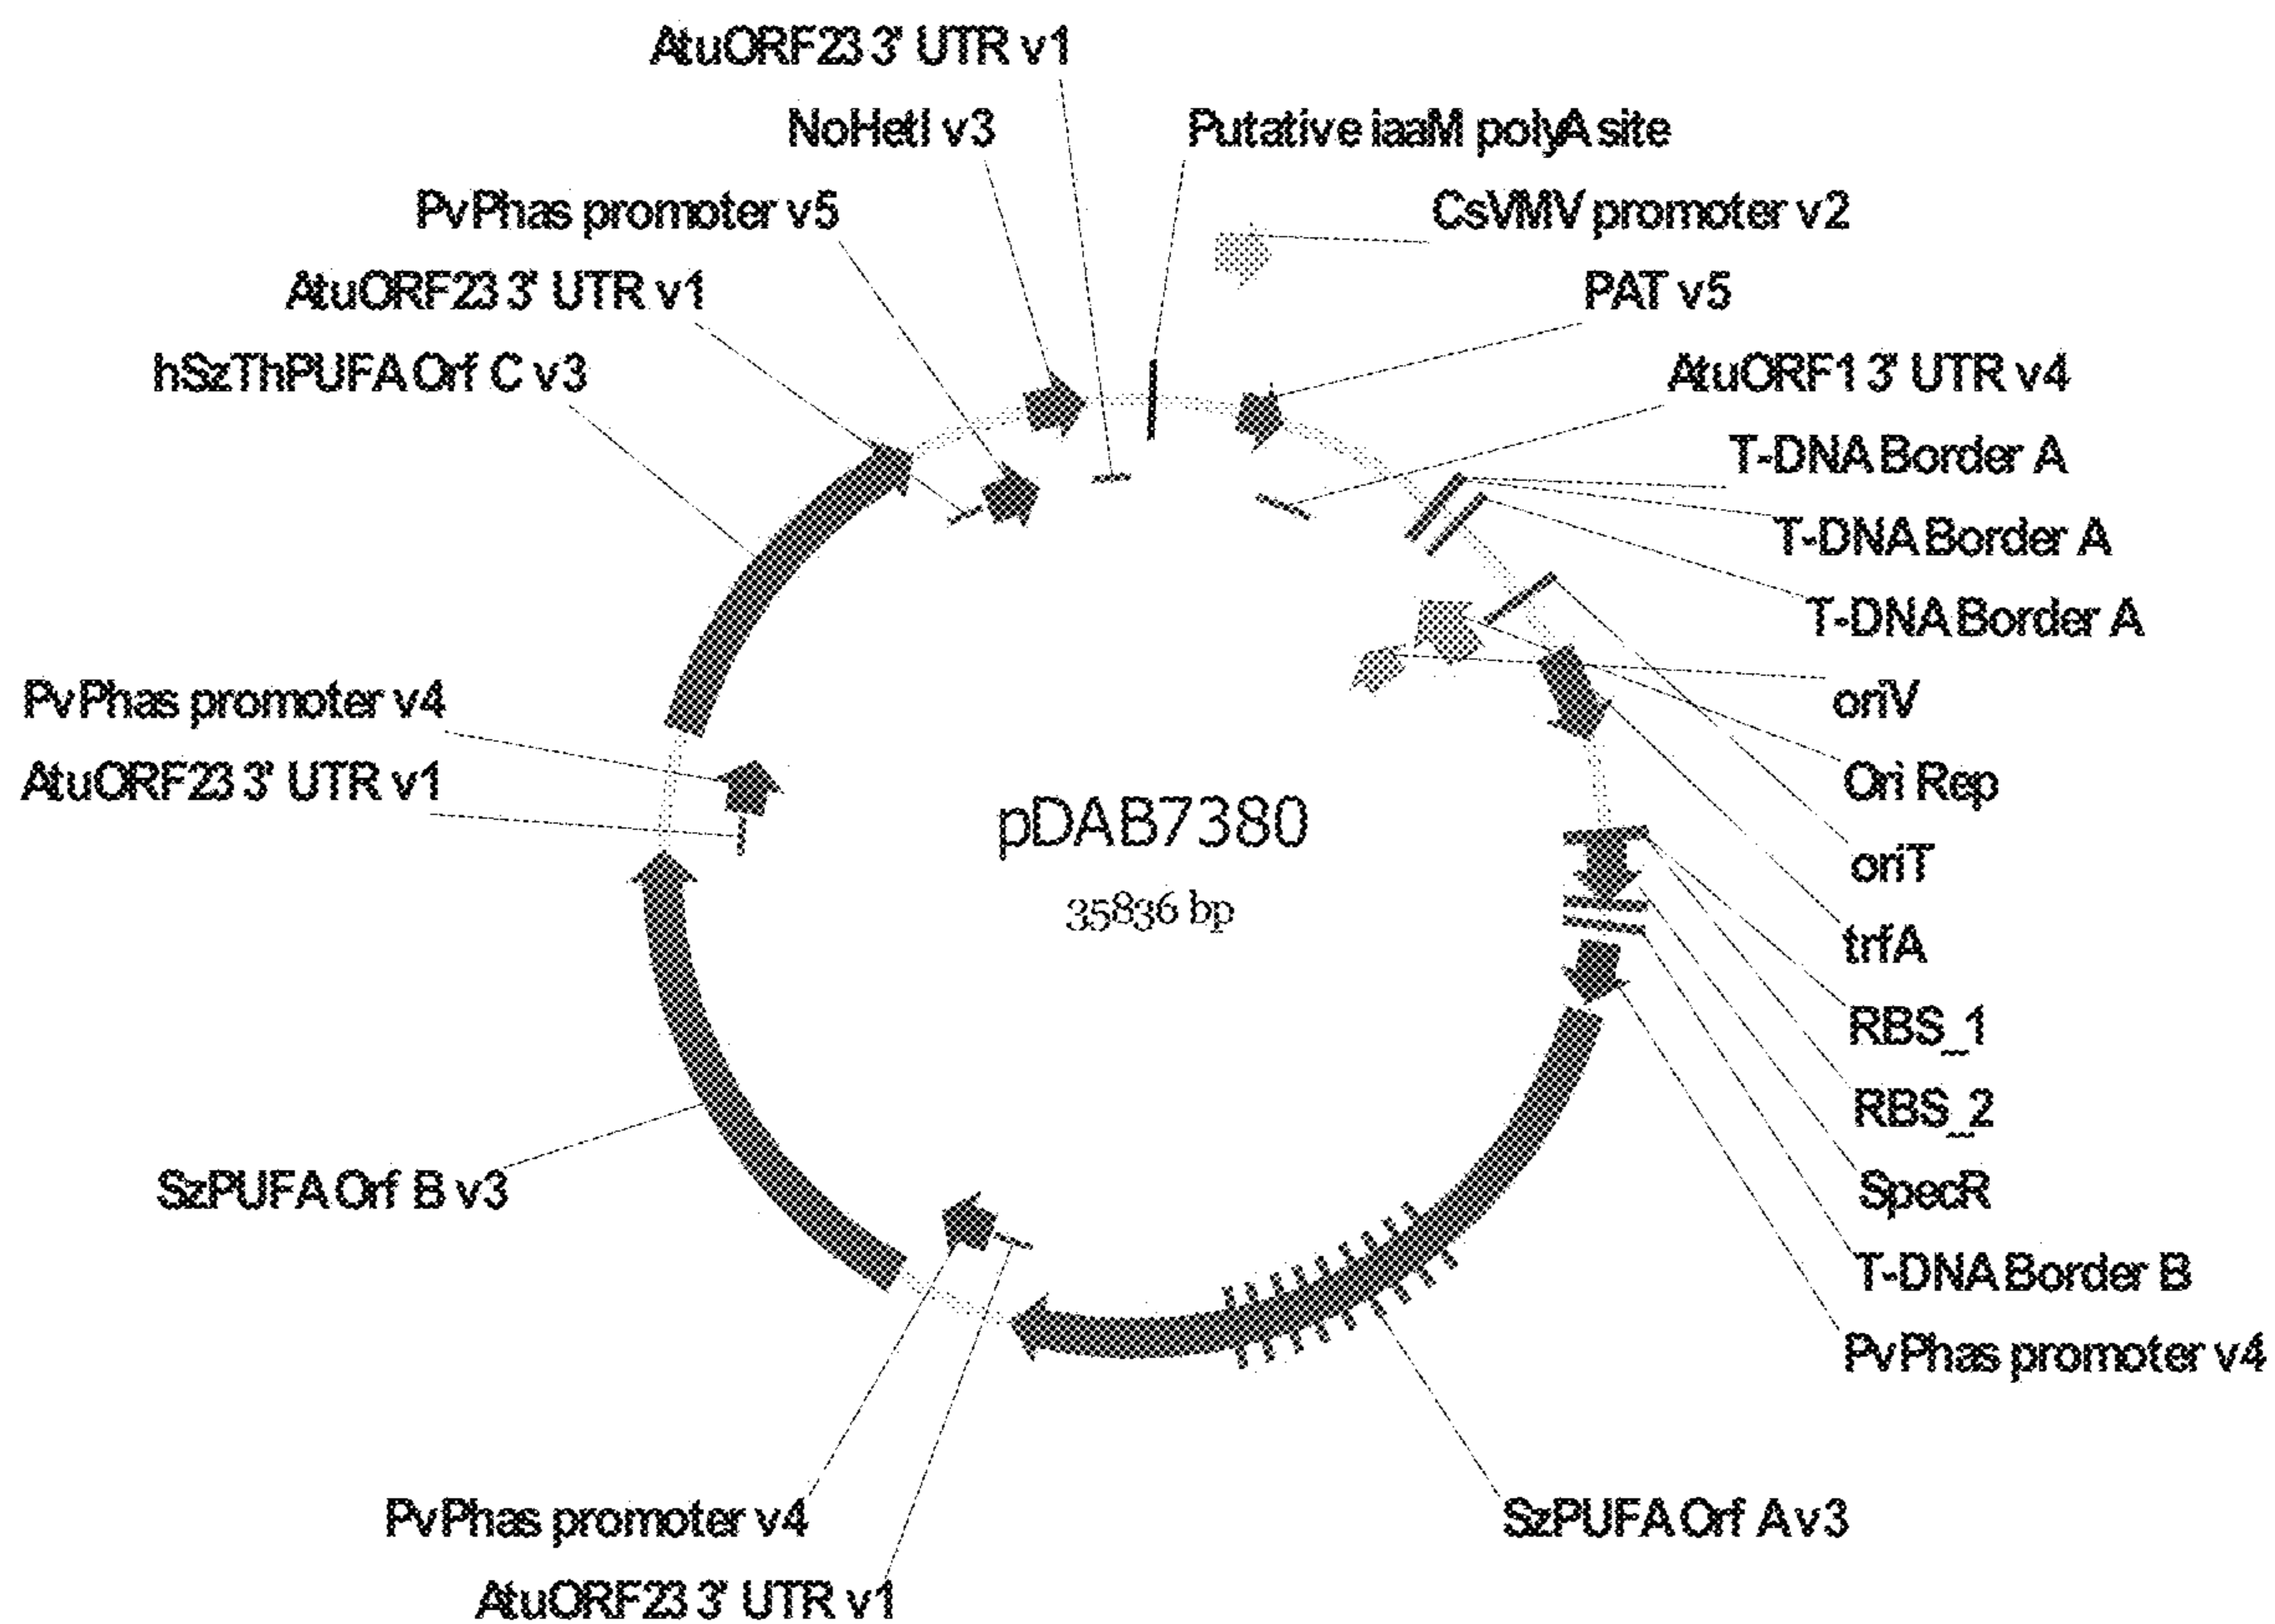 AtuORF23 3' UTR v1
NoHetI v3
Putative iaaM polyA site
PvPhas promoter v5
CsVMV promoter v2
AtuORF23 3' UTR v1
PAT v5
hSzThPUFA Orf C v3
AtuORF1 3' UTR v4
T-DNA Border A
T-DNA Border A
T-DNA Border A
PvPhas promoter v4
oriV
AtuORF23 3' UTR v1
Ori Rep
pDAB7380
oriT
35836 bp
trfA
RBS_1
RBS_2
SzPUFA Orf B v3
SpecR
T-DNA Border B
PvPhas promoter v4
PvPhas promoter v4
SzPUFA Orf A v3
AtuORF23 3' UTR v1